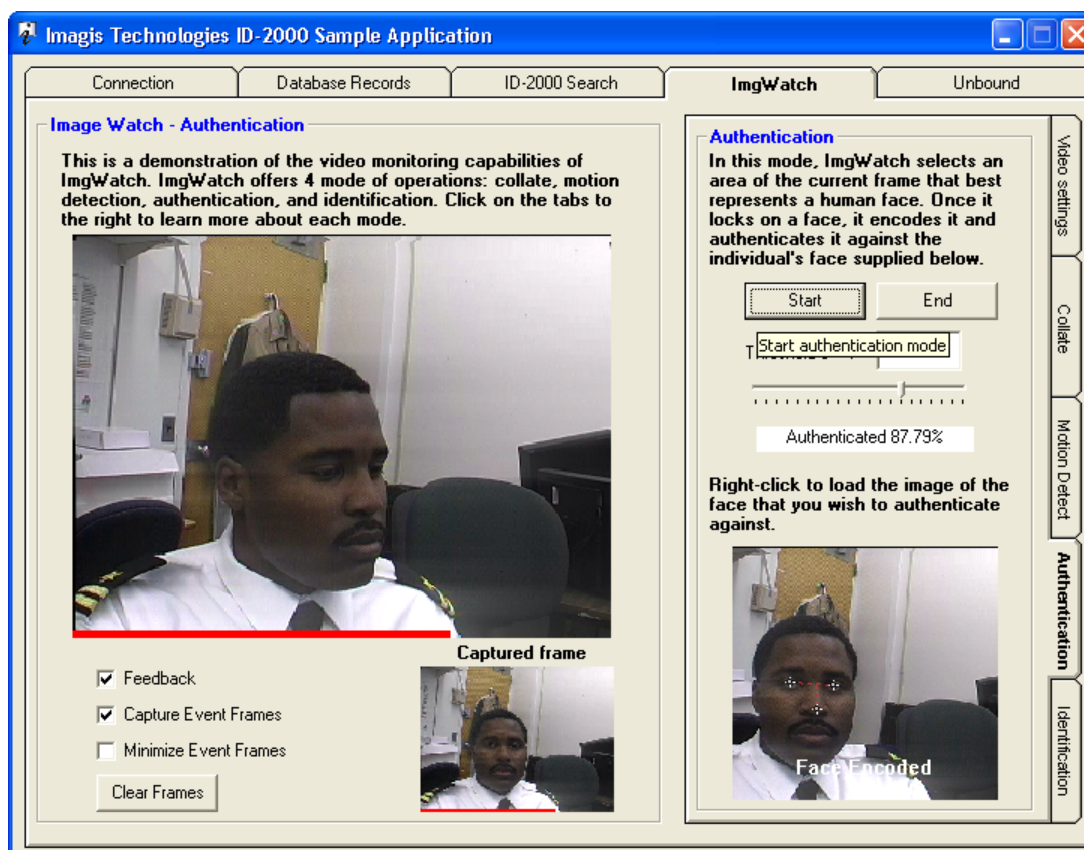 Imagis Technologies ID-2000 Sample Application
Connection
Database Records
ID-2000 Search
ImgWatch
Unbound
Image Watch - Authentication
This is a demonstration of the video monitoring capabilities of
ImgWatch. ImgWatch offers 4 mode of operations: collate, motion
detection, authentication, and identification. Click on the tabs to
the right to learn more about each mode.
Feedback
Capture Event Frames
Minimize Event Frames
Clear Frames
Captured frame
Authentication
In this mode, ImgWatch selects an
area of the current frame that best
represents a human face. Once it
locks on a face, it encodes it and
authenticates it against the
individual's face supplied below.
Start
End
Start authentication mode
Authenticated 87.79%
Right-click to load the image of the
face that you wish to authenticate
against.
Face Encoded
Video settings
Collate
Motion Detect
Authentication
Identification